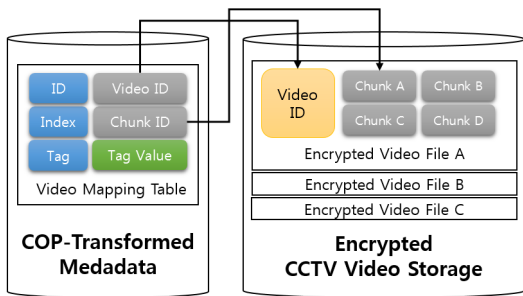 ID
Video ID
Index
Chunk ID
Tag
Tag Value
Video Mapping Table
COP-Transformed
Medadata
Video
ID
Chunk A
Chunk B
Chunk C
Chunk D
Encrypted Video File A
Encrypted Video File B
Encrypted Video File C
Encrypted
CCTV Video Storage